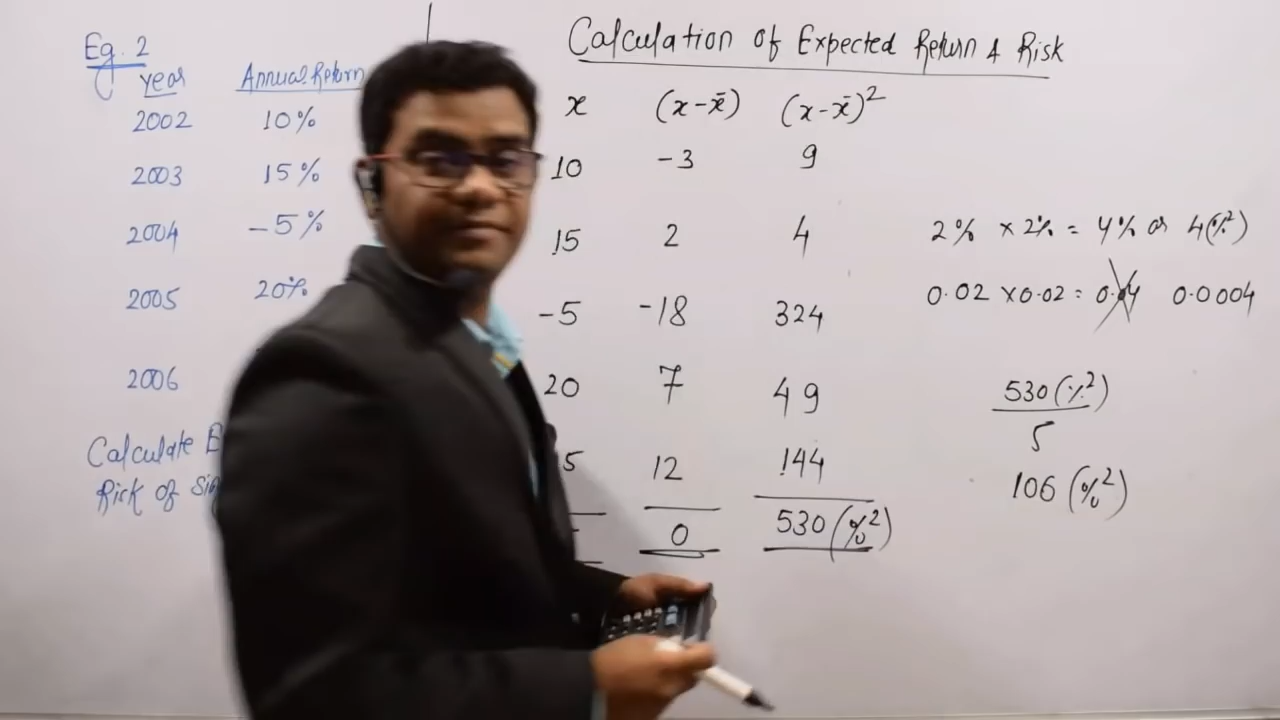 Eg. 2
year Annual Return
2002 10%
2003 15%
2004 -5%
2005 20%
2006
Calculate
Risk of
Calculation of Expected Return & Risk
x (x-x̄) (x-x̄)²
10 -3 9
15 2 4
-5 -18 324
20 7 49
5 12 144
0 530 (%²)
2% x 2% = 4% or 4(%²)
0.02 x 0.02 = 0.04 0.0004
530 (%²)
5
106 (%²)